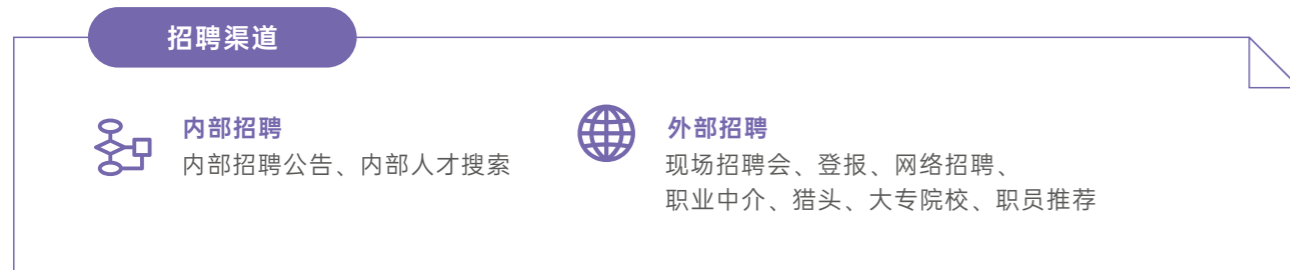 招聘渠道
内部招聘
内部招聘公告、内部人才搜索
外部招聘
现场招聘会、登报、网络招聘、
职业中介、猎头、大专院校、职员推荐